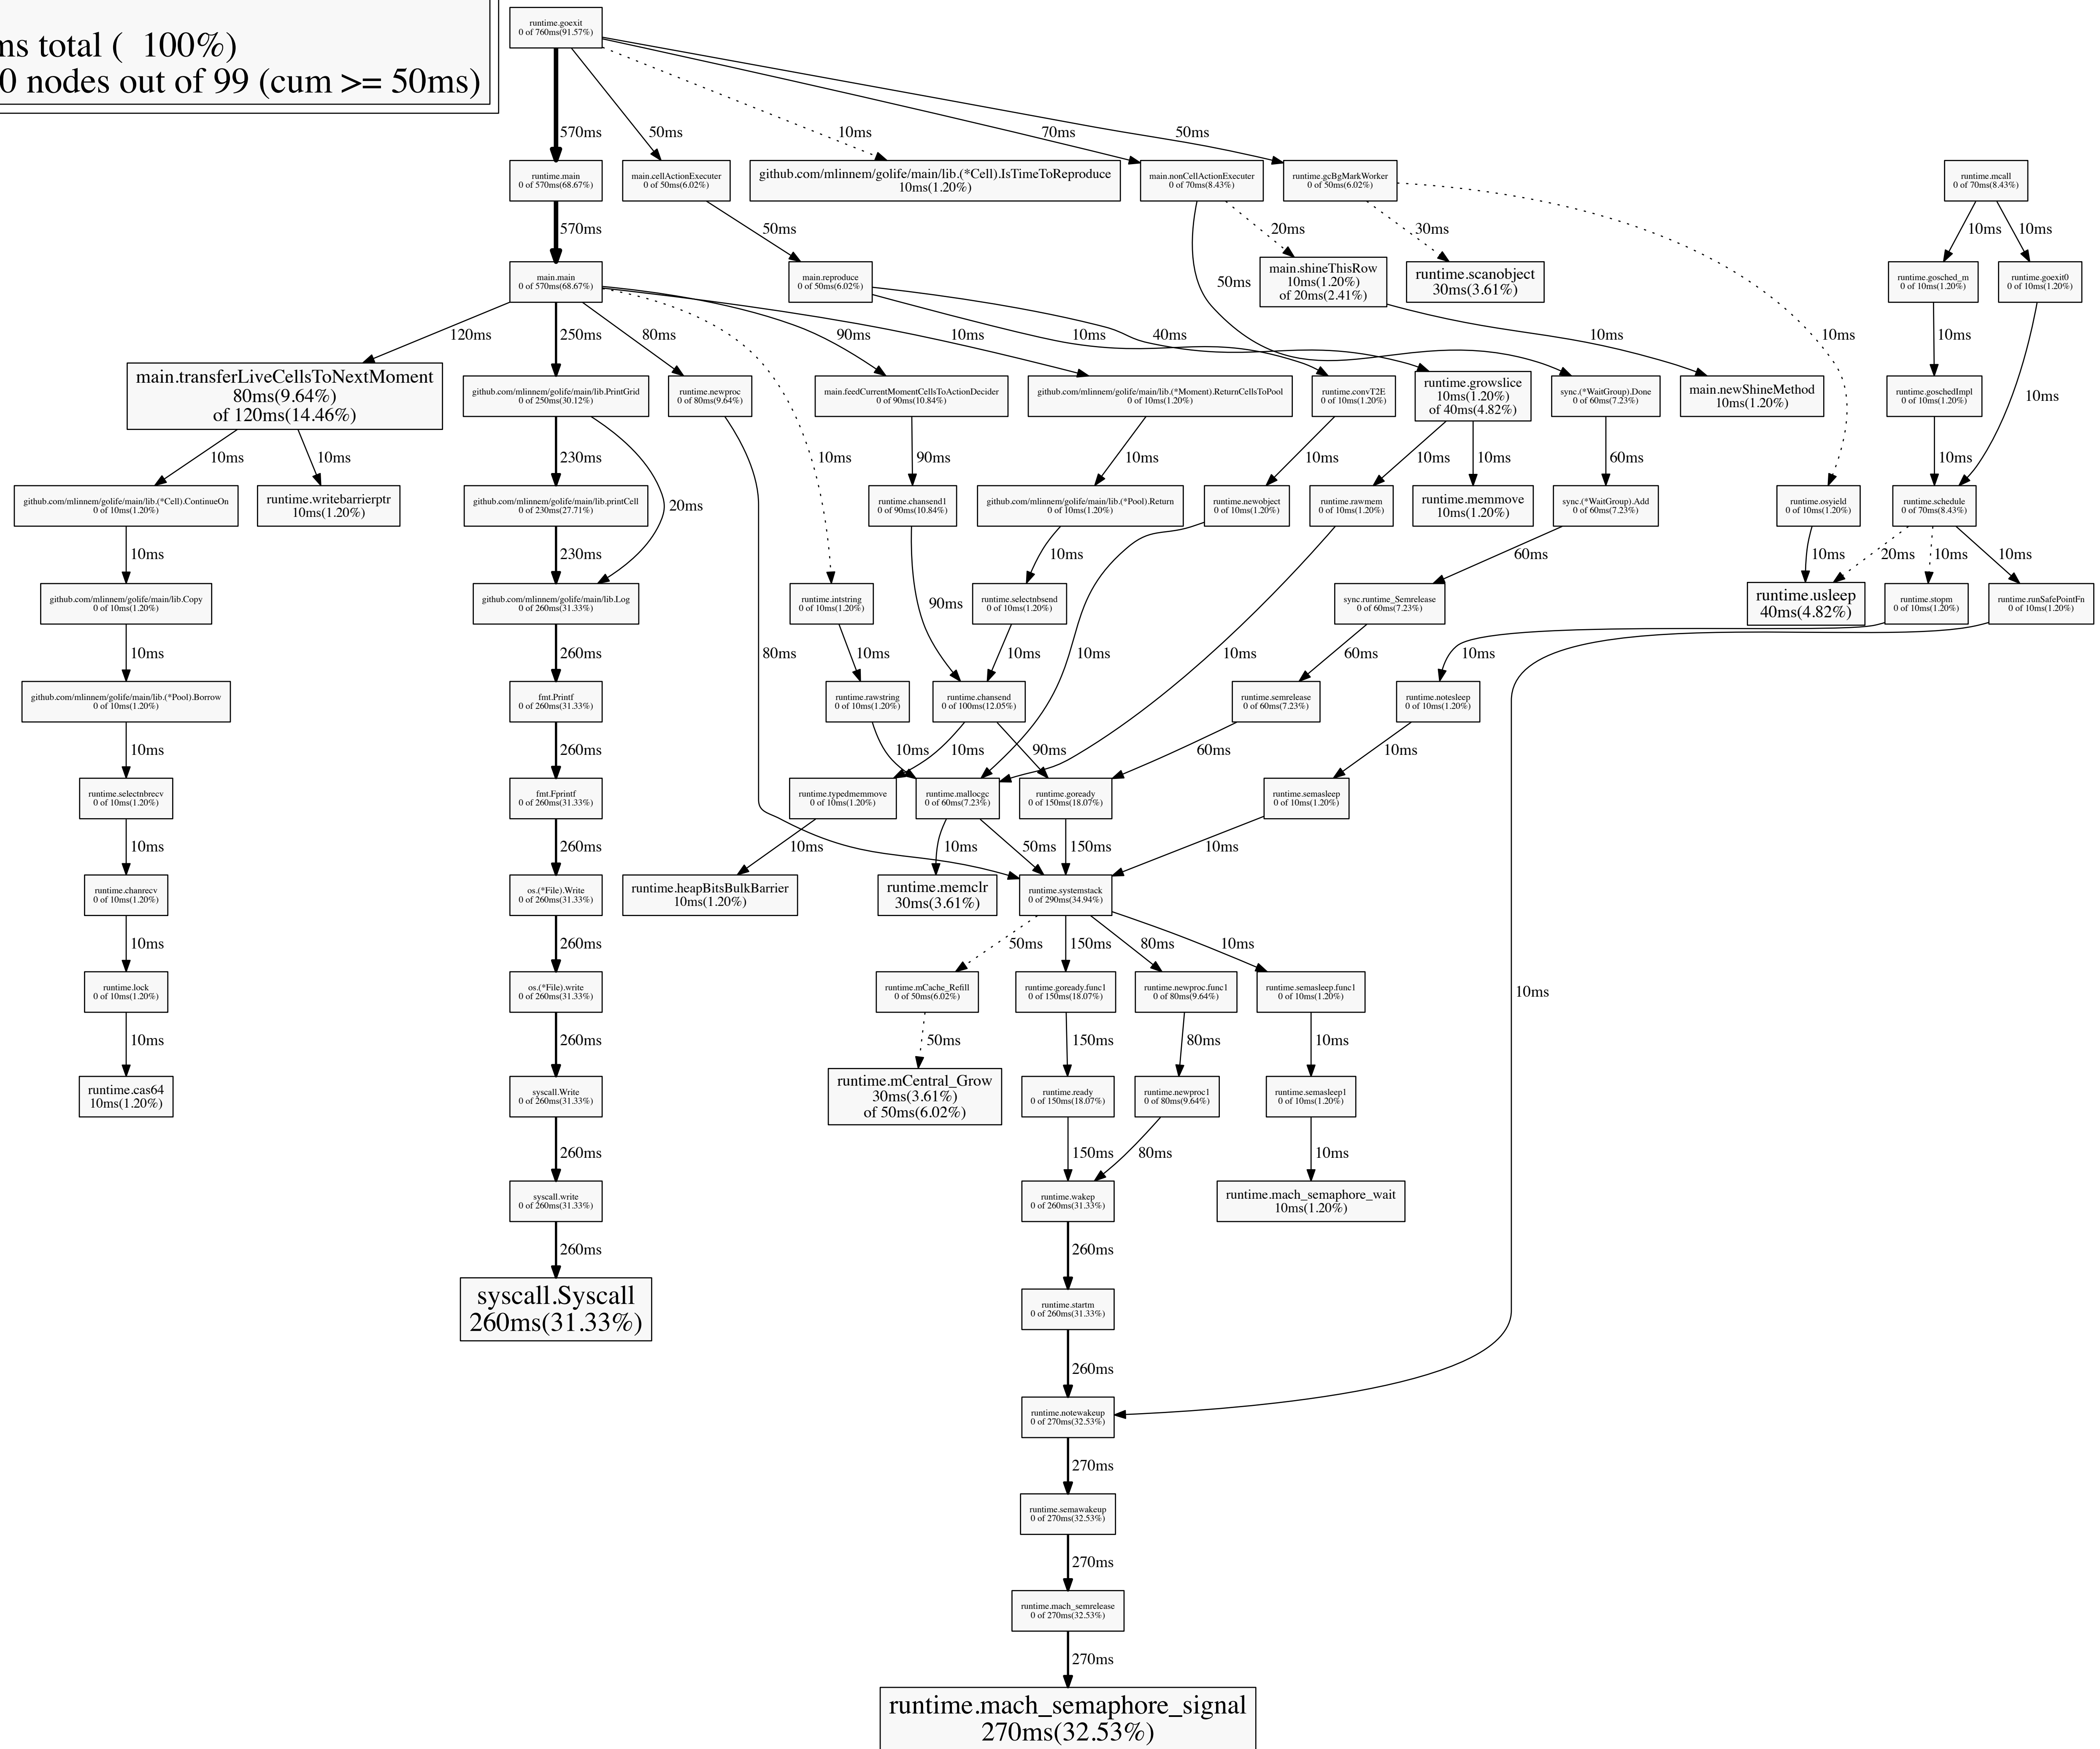 ms total ( 100%)
0 nodes out of 99 (cum >= 50ms)
runtime.goexit
0 of 760ms(91.57%)
570ms
50ms
10ms
70ms
50ms
runtime.main
0 of 570ms(68.67%)
main.cellActionExecuter
0 of 50ms(6.02%)
github.com/mlinnem/golife/main/lib.(*Cell).IsTimeToReproduce
10ms(1.20%)
main.nonCellActionExecuter
0 of 70ms(8.43%)
runtime.gcBgMarkWorker
0 of 50ms(6.02%)
runtime.mcall
0 of 70ms(8.43%)
570ms
50ms
20ms
30ms
10ms
10ms
main.main
0 of 570ms(68.67%)
main.reproduce
0 of 50ms(6.02%)
50ms
main.shineThisRow
10ms(1.20%)
of 20ms(2.41%)
runtime.scanobject
30ms(3.61%)
runtime.gosched_m
0 of 10ms(1.20%)
runtime.goexit0
0 of 10ms(1.20%)
120ms
250ms
80ms
90ms
10ms
10ms
40ms
10ms
10ms
10ms
main.transferLiveCellsToNextMoment
80ms(9.64%)
of 120ms(14.46%)
github.com/mlinnem/golife/main/lib.PrintGrid
0 of 250ms(30.12%)
runtime.newproc
0 of 80ms(9.64%)
main.feedCurrentMomentCellsToActionDecider
0 of 90ms(10.84%)
github.com/mlinnem/golife/main/lib.(*Moment).ReturnCellsToPool
0 of 10ms(1.20%)
runtime.convT2E
0 of 10ms(1.20%)
runtime.growslice
10ms(1.20%)
of 40ms(4.82%)
sync.(*WaitGroup).Done
0 of 60ms(7.23%)
main.newShineMethod
10ms(1.20%)
runtime.goschedImpl
0 of 10ms(1.20%)
10ms
10ms
10ms
230ms
10ms
90ms
10ms
10ms
10ms
10ms
60ms
10ms
github.com/mlinnem/golife/main/lib.(*Cell).ContinueOn
0 of 10ms(1.20%)
runtime.writebarrierptr
10ms(1.20%)
github.com/mlinnem/golife/main/lib.printCell
0 of 230ms(27.71%)
20ms
runtime.chansend1
0 of 90ms(10.84%)
github.com/mlinnem/golife/main/lib.(*Pool).Return
0 of 10ms(1.20%)
runtime.newobject
0 of 10ms(1.20%)
runtime.rawmem
0 of 10ms(1.20%)
runtime.memmove
10ms(1.20%)
sync.(*WaitGroup).Add
0 of 60ms(7.23%)
runtime.osyield
0 of 10ms(1.20%)
runtime.schedule
0 of 70ms(8.43%)
10ms
230ms
10ms
60ms
10ms
20ms
10ms
10ms
github.com/mlinnem/golife/main/lib.Copy
0 of 10ms(1.20%)
github.com/mlinnem/golife/main/lib.Log
0 of 260ms(31.33%)
runtime.intstring
0 of 10ms(1.20%)
90ms
runtime.selectnbsend
0 of 10ms(1.20%)
sync.runtime_Semrelease
0 of 60ms(7.23%)
runtime.usleep
40ms(4.82%)
runtime.stopm
0 of 10ms(1.20%)
runtime.runSafePointFn
0 of 10ms(1.20%)
10ms
260ms
80ms
10ms
10ms
10ms
10ms
60ms
10ms
github.com/mlinnem/golife/main/lib.(*Pool).Borrow
0 of 10ms(1.20%)
fmt.Printf
0 of 260ms(31.33%)
runtime.rawstring
0 of 10ms(1.20%)
runtime.chansend
0 of 100ms(12.05%)
runtime.semrelease
0 of 60ms(7.23%)
runtime.notesleep
0 of 10ms(1.20%)
10ms
260ms
10ms
10ms
90ms
60ms
10ms
runtime.selectnbrecv
0 of 10ms(1.20%)
fmt.Fprintf
0 of 260ms(31.33%)
runtime.typedmemmove
0 of 10ms(1.20%)
runtime.mallocgc
0 of 60ms(7.23%)
runtime.goready
0 of 150ms(18.07%)
runtime.semasleep
0 of 10ms(1.20%)
10ms
260ms
10ms
10ms
50ms
150ms
10ms
runtime.chanrecv
0 of 10ms(1.20%)
os.(*File).Write
0 of 260ms(31.33%)
runtime.heapBitsBulkBarrier
10ms(1.20%)
runtime.memclr
30ms(3.61%)
runtime.systemstack
0 of 290ms(34.94%)
10ms
260ms
50ms
150ms
80ms
10ms
runtime.lock
0 of 10ms(1.20%)
os.(*File).write
0 of 260ms(31.33%)
runtime.mCache_Refill
0 of 50ms(6.02%)
runtime.goready.func1
0 of 150ms(18.07%)
runtime.newproc.func1
0 of 80ms(9.64%)
runtime.semasleep.func1
0 of 10ms(1.20%)
10ms
10ms
260ms
50ms
150ms
80ms
10ms
runtime.cas64
10ms(1.20%)
syscall.Write
0 of 260ms(31.33%)
runtime.mCentral_Grow
30ms(3.61%)
of 50ms(6.02%)
runtime.ready
0 of 150ms(18.07%)
runtime.newproc1
0 of 80ms(9.64%)
runtime.semasleep1
0 of 10ms(1.20%)
260ms
150ms
80ms
10ms
syscall.write
0 of 260ms(31.33%)
runtime.wakep
0 of 260ms(31.33%)
runtime.mach_semaphore_wait
10ms(1.20%)
260ms
260ms
syscall.Syscall
260ms(31.33%)
runtime.startm
0 of 260ms(31.33%)
260ms
runtime.notewakeup
0 of 270ms(32.53%)
270ms
runtime.semawakeup
0 of 270ms(32.53%)
270ms
runtime.mach_semrelease
0 of 270ms(32.53%)
270ms
runtime.mach_semaphore_signal
270ms(32.53%)